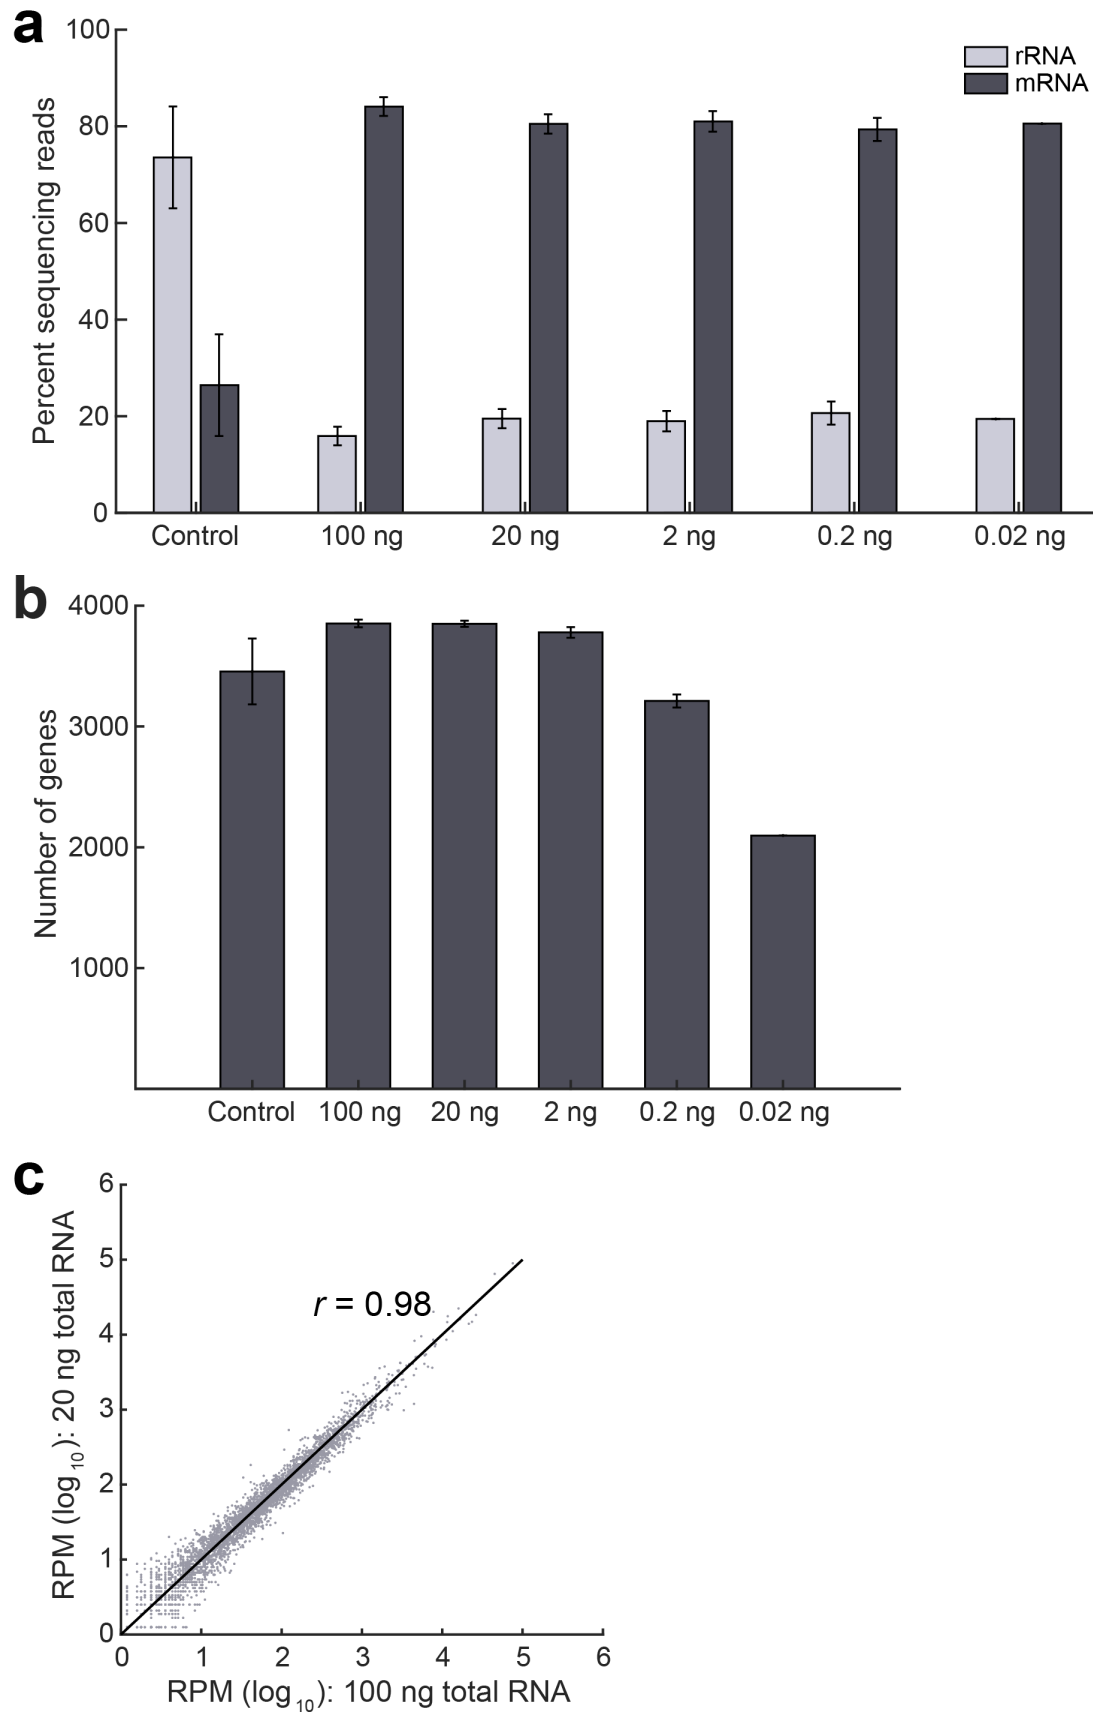 a
100
80
60
40
20
0
Percent sequencing reads
rRNA
mRNA
Control 100 ng 20 ng 2 ng 0.2 ng 0.02 ng
b
4000
3000
2000
1000
Number of genes
Control 100 ng 20 ng 2 ng 0.2 ng 0.02 ng
c
6
5
4
3
2
1
0
RPM (log10): 20 ng total RNA
r = 0.98
0 1 2 3 4 5 6
RPM (log10): 100 ng total RNA